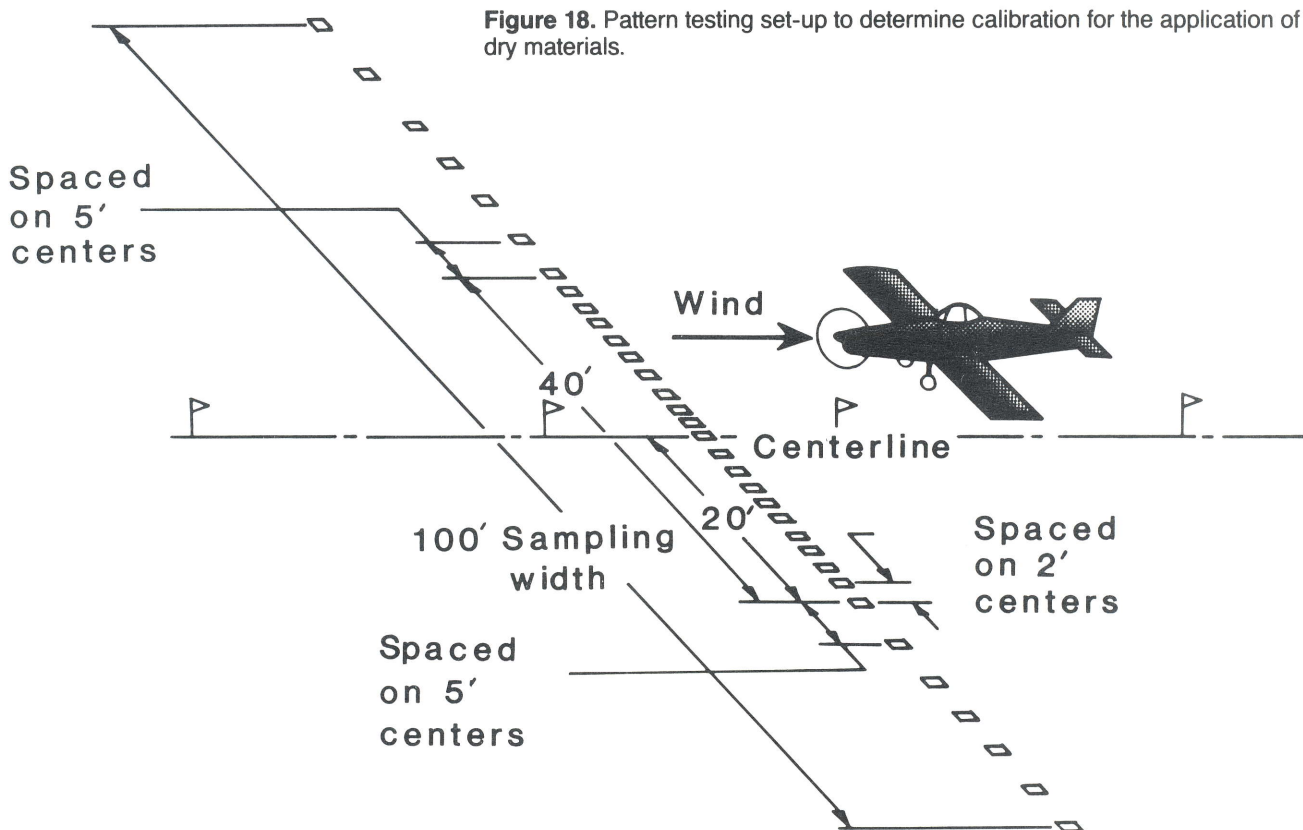 Figure 18. Pattern testing set-up to determine calibration for the application of
dry materials.
Spaced
on 5′
centers
Wind
40′
Centerline
20′
100′ Sampling
width
Spaced
on 2′
centers
Spaced
on 5′
centers